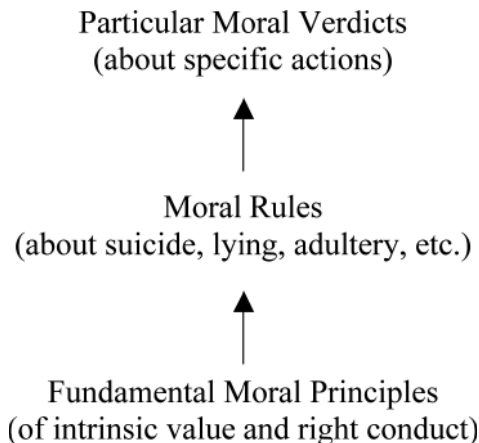 Particular Moral Verdicts
(about specific actions)
Moral Rules
(about suicide, lying, adultery, etc.)
Fundamental Moral Principles
(of intrinsic value and right conduct)